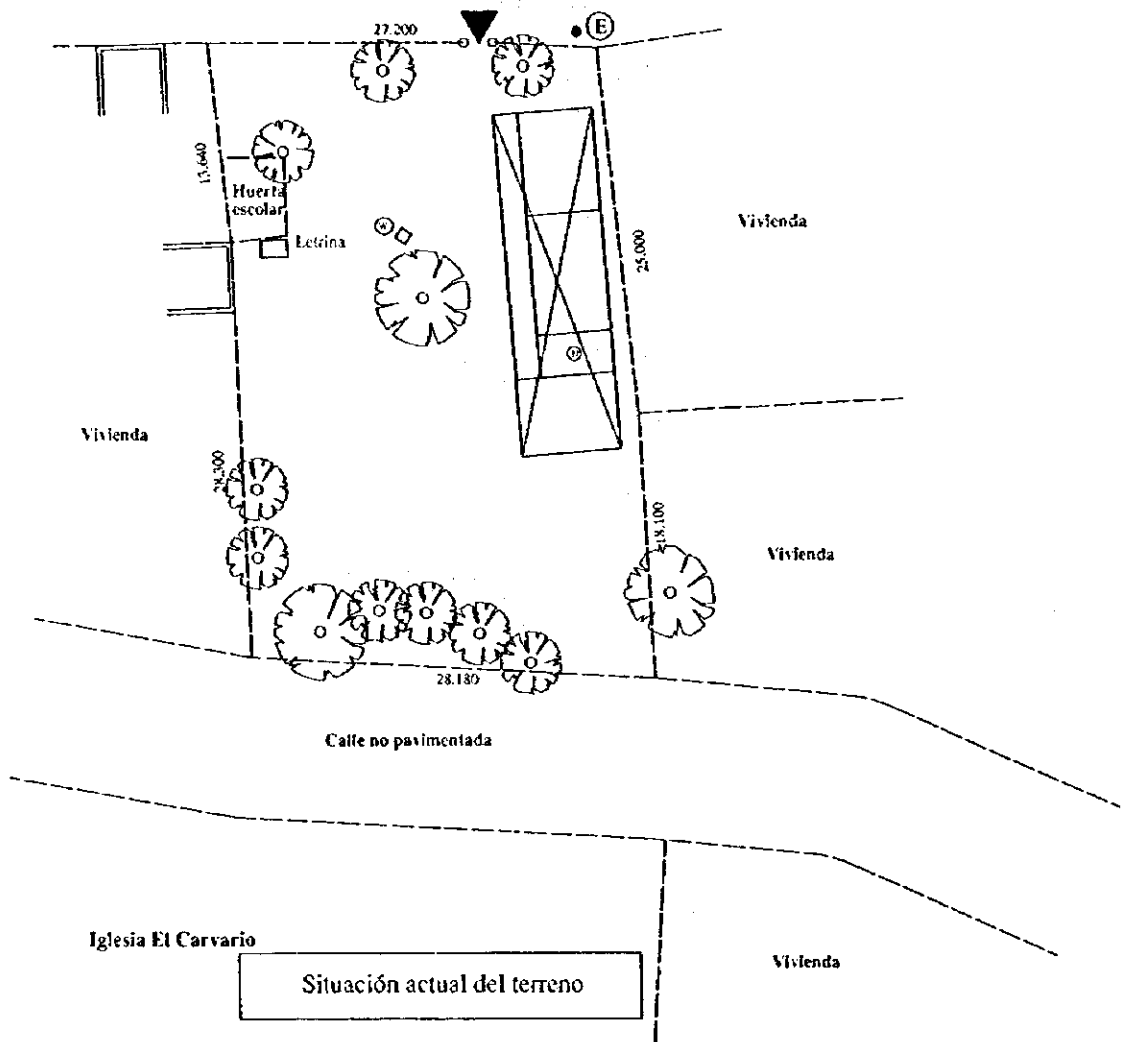 27.200
E
13.640
Huerta
escolar
Letrina
W
Vivienda
25.000
Vivienda
28.300
18.100
Vivienda
28.180
Calle no pavimentada
Iglesia El Carvario
Situación actual del terreno
Vivienda